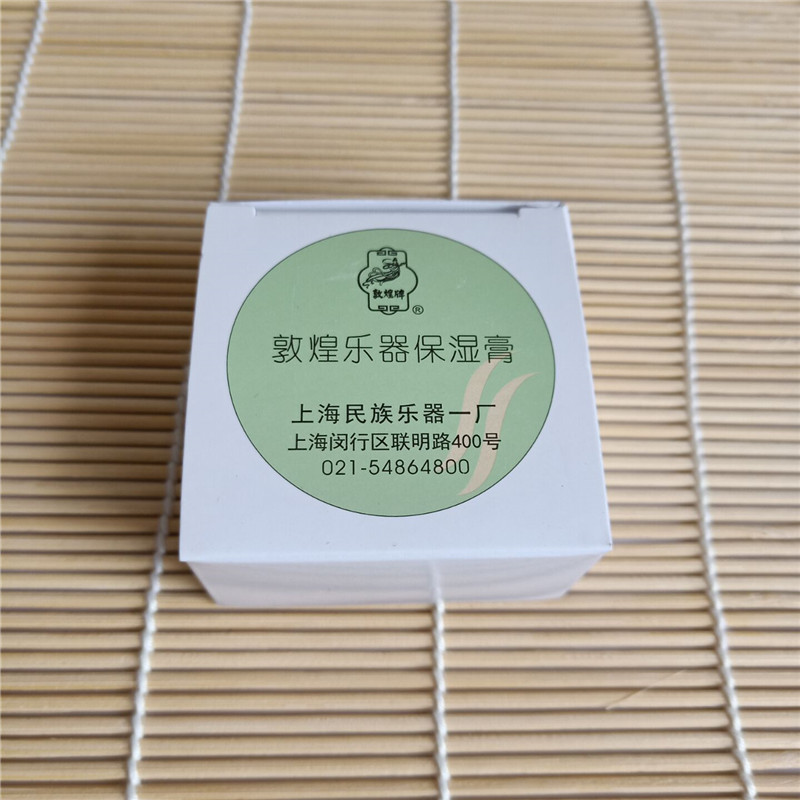 敦煌牌
®
敦煌乐器保湿膏
上海民族乐器一厂
上海闵行区联明路400号
021-54864800